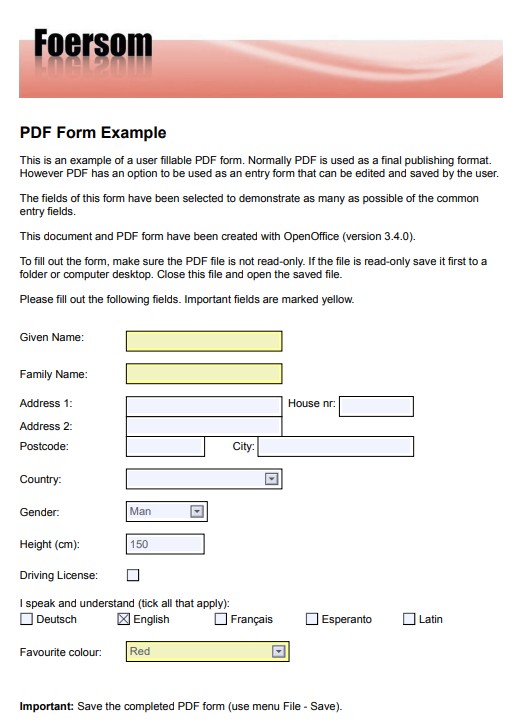 Foersom
PDF Form Example
This is an example of a user fillable PDF form. Normally PDF is used as a final publishing format.
However PDF has an option to be used as an entry form that can be edited and saved by the user.
The fields of this form have been selected to demonstrate as many as possible of the common
entry fields.
This document and PDF form have been created with OpenOffice (version 3.4.0).
To fill out the form, make sure the PDF file is not read-only. If the file is read-only save it first to a
folder or computer desktop. Close this file and open the saved file.
Please fill out the following fields. Important fields are marked yellow.
Given Name:
Family Name:
Address 1: House nr:
Address 2:
Postcode: City:
Country:
Gender: Man
Height (cm): 150
Driving License:
I speak and understand (tick all that apply):
Deutsch English Français Esperanto Latin
Favourite colour: Red
Important: Save the completed PDF form (use menu File - Save).